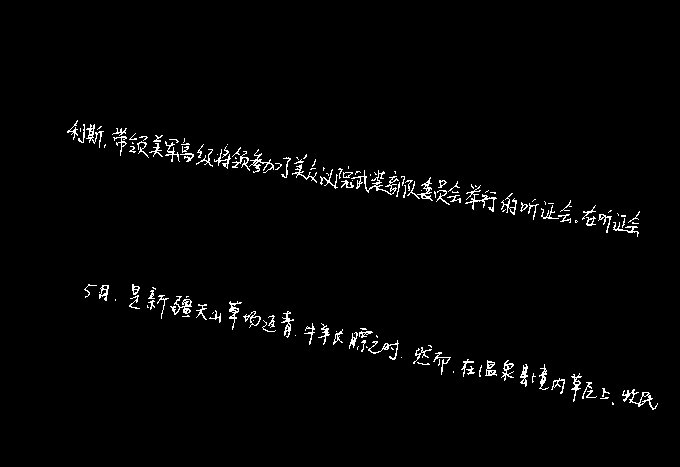 利斯，带领美军高级将领参加了美众议院武装部队委员会举行的听证会。在听证会
5月，是新疆天山草场返青，牛羊长膘之时，然而，在温泉县境内草原上，牧民